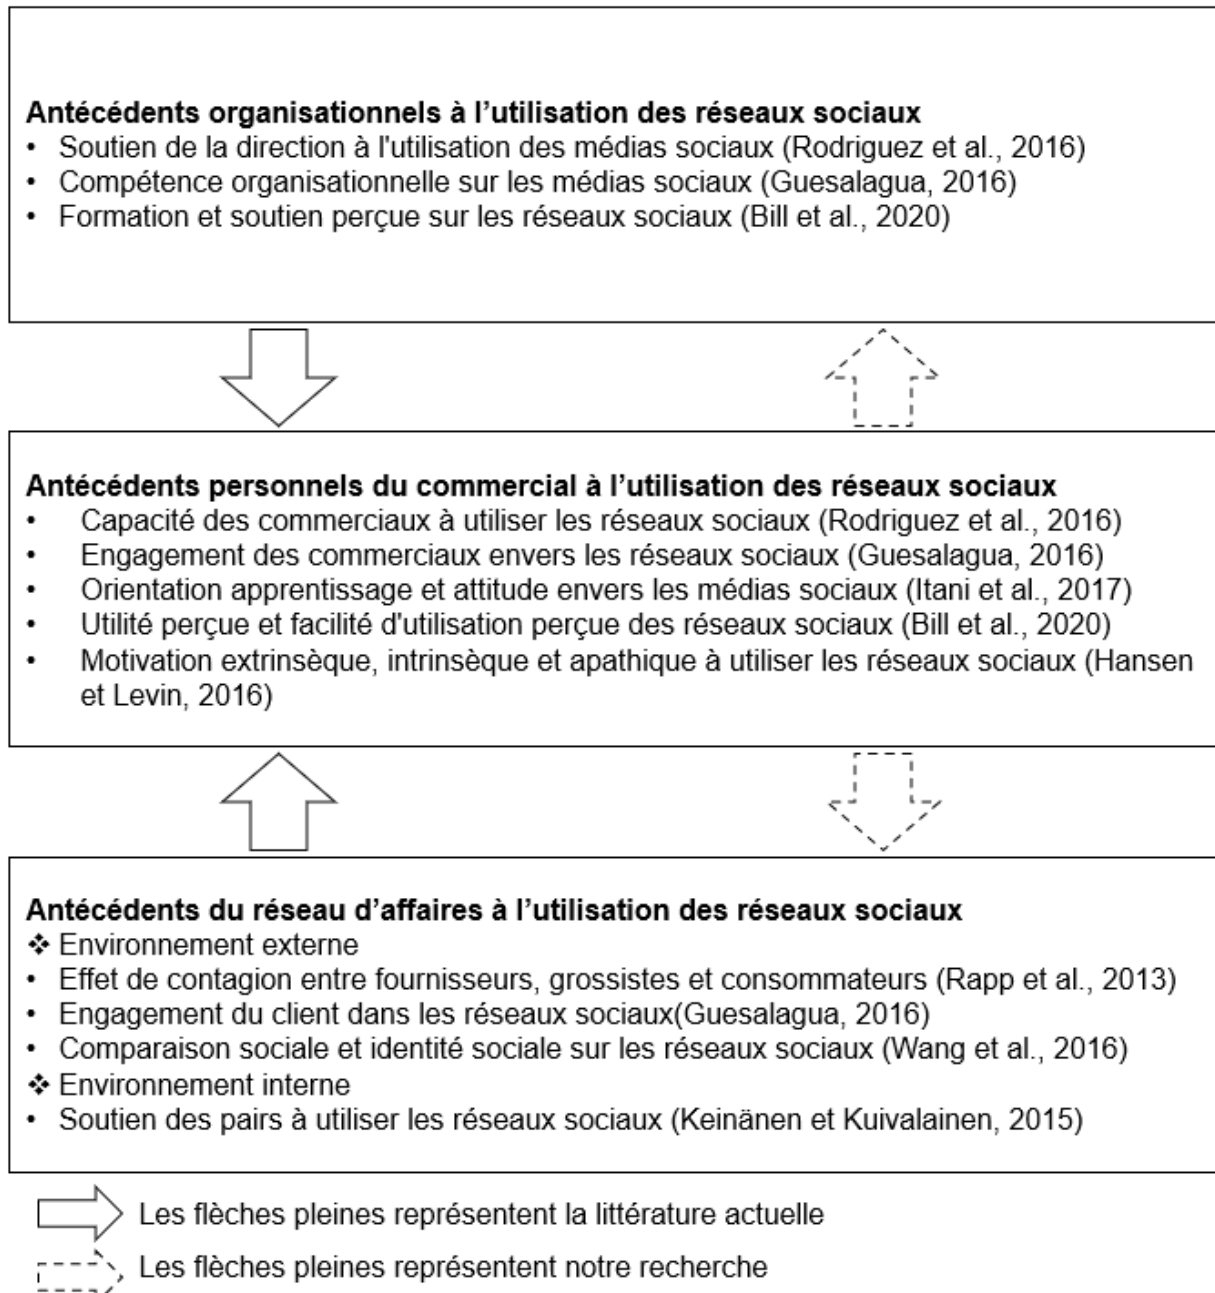 Antécédents organisationnels à l’utilisation des réseaux sociaux
• Soutien de la direction à l'utilisation des médias sociaux (Rodriguez et al., 2016)
• Compétence organisationnelle sur les médias sociaux (Guesalagua, 2016)
• Formation et soutien perçue sur les réseaux sociaux (Bill et al., 2020)
Antécédents personnels du commercial à l’utilisation des réseaux sociaux
• Capacité des commerciaux à utiliser les réseaux sociaux (Rodriguez et al., 2016)
• Engagement des commerciaux envers les réseaux sociaux (Guesalagua, 2016)
• Orientation apprentissage et attitude envers les médias sociaux (Itani et al., 2017)
• Utilité perçue et facilité d'utilisation perçue des réseaux sociaux (Bill et al., 2020)
• Motivation extrinsèque, intrinsèque et apathique à utiliser les réseaux sociaux (Hansen
et Levin, 2016)
Antécédents du réseau d’affaires à l’utilisation des réseaux sociaux
❖ Environnement externe
• Effet de contagion entre fournisseurs, grossistes et consommateurs (Rapp et al., 2013)
• Engagement du client dans les réseaux sociaux(Guesalagua, 2016)
• Comparaison sociale et identité sociale sur les réseaux sociaux (Wang et al., 2016)
❖ Environnement interne
• Soutien des pairs à utiliser les réseaux sociaux (Keinänen et Kuivalainen, 2015)
Les flèches pleines représentent la littérature actuelle
Les flèches pleines représentent notre recherche